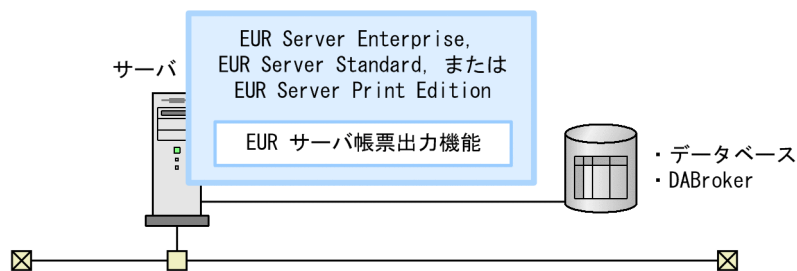 EUR Server Enterprise,
EUR Server Standard, または
EUR Server Print Edition
サーバ
EUR サーバ帳票出力機能
・データベース
・DABroker